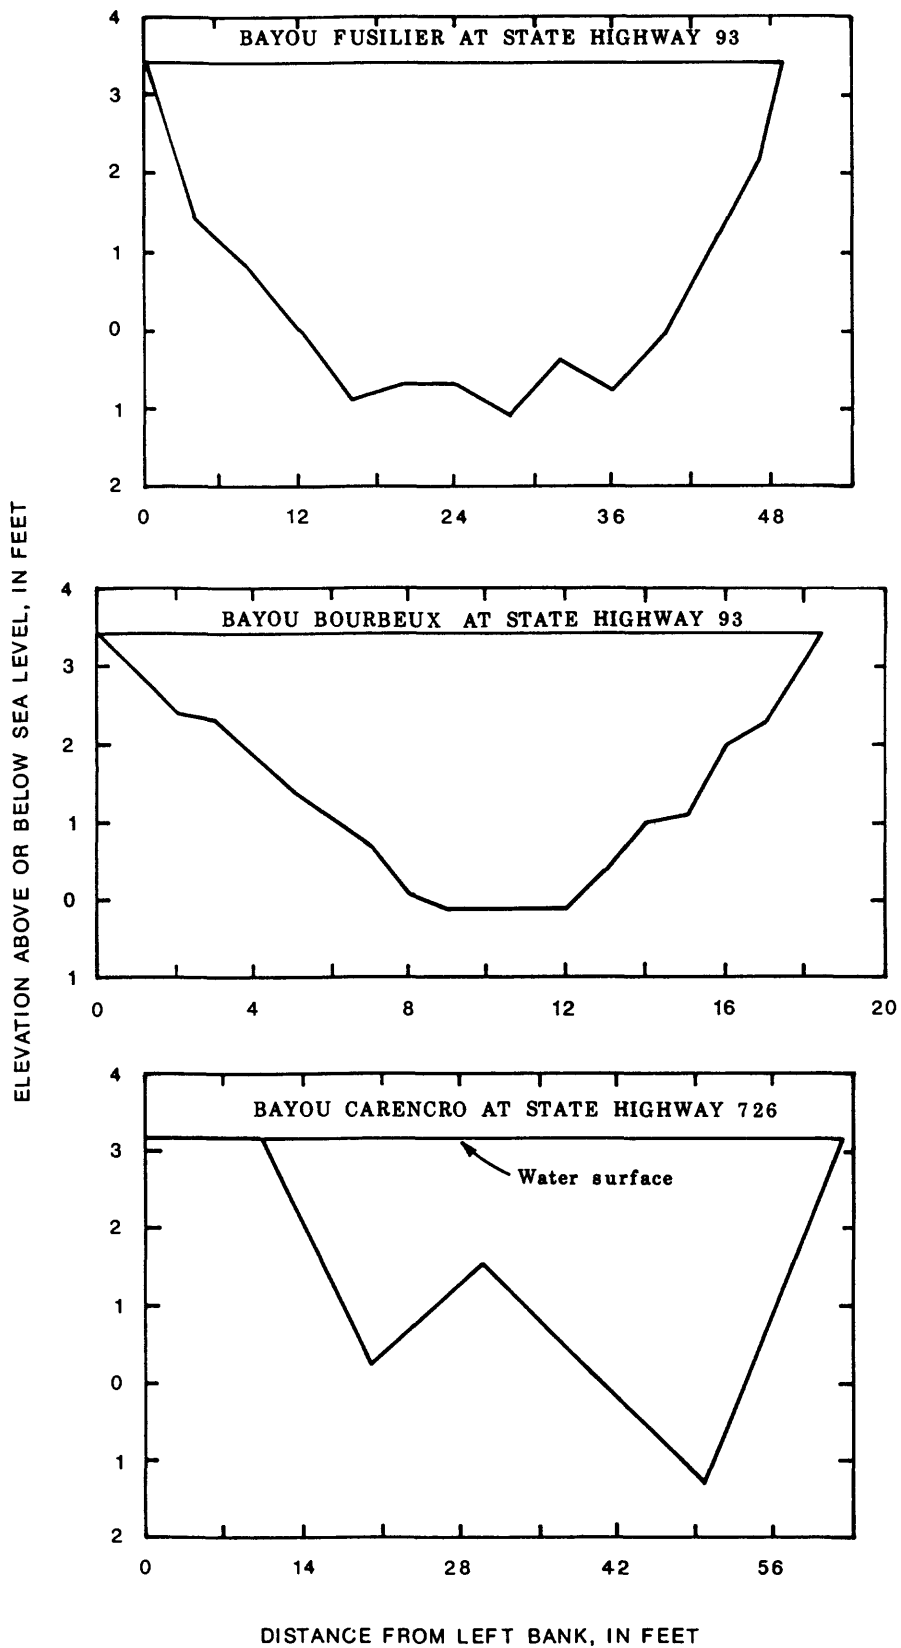 4
BAYOU FUSILIER AT STATE HIGHWAY 93
3
2
1
0
1
2
0 12 24 36 48
ELEVATION ABOVE OR BELOW SEA LEVEL, IN FEET
4
BAYOU BOURBEUX AT STATE HIGHWAY 93
3
2
1
0
1
0 4 8 12 16 20
4
BAYOU CARENCRO AT STATE HIGHWAY 726
3
Water surface
2
1
0
1
2
0 14 28 42 56
DISTANCE FROM LEFT BANK, IN FEET